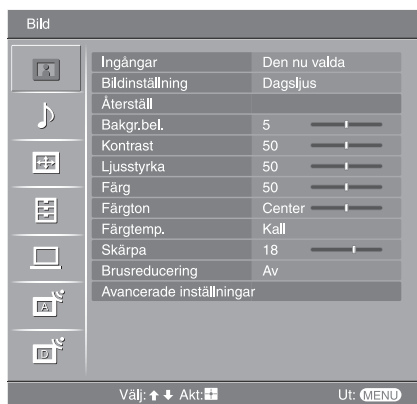 Bild
Ingångar Den nu valda
Bildinställning Dagsljus
Återställ
Bakgr.bel. 5
Kontrast 50
Ljusstyrka 50
Färg 50
Färgton Center
Färgtemp. Kall
Skärpa 18
Brusreducering Av
Avancerade inställningar
A
D
Välj: Akt: Ut: MENU